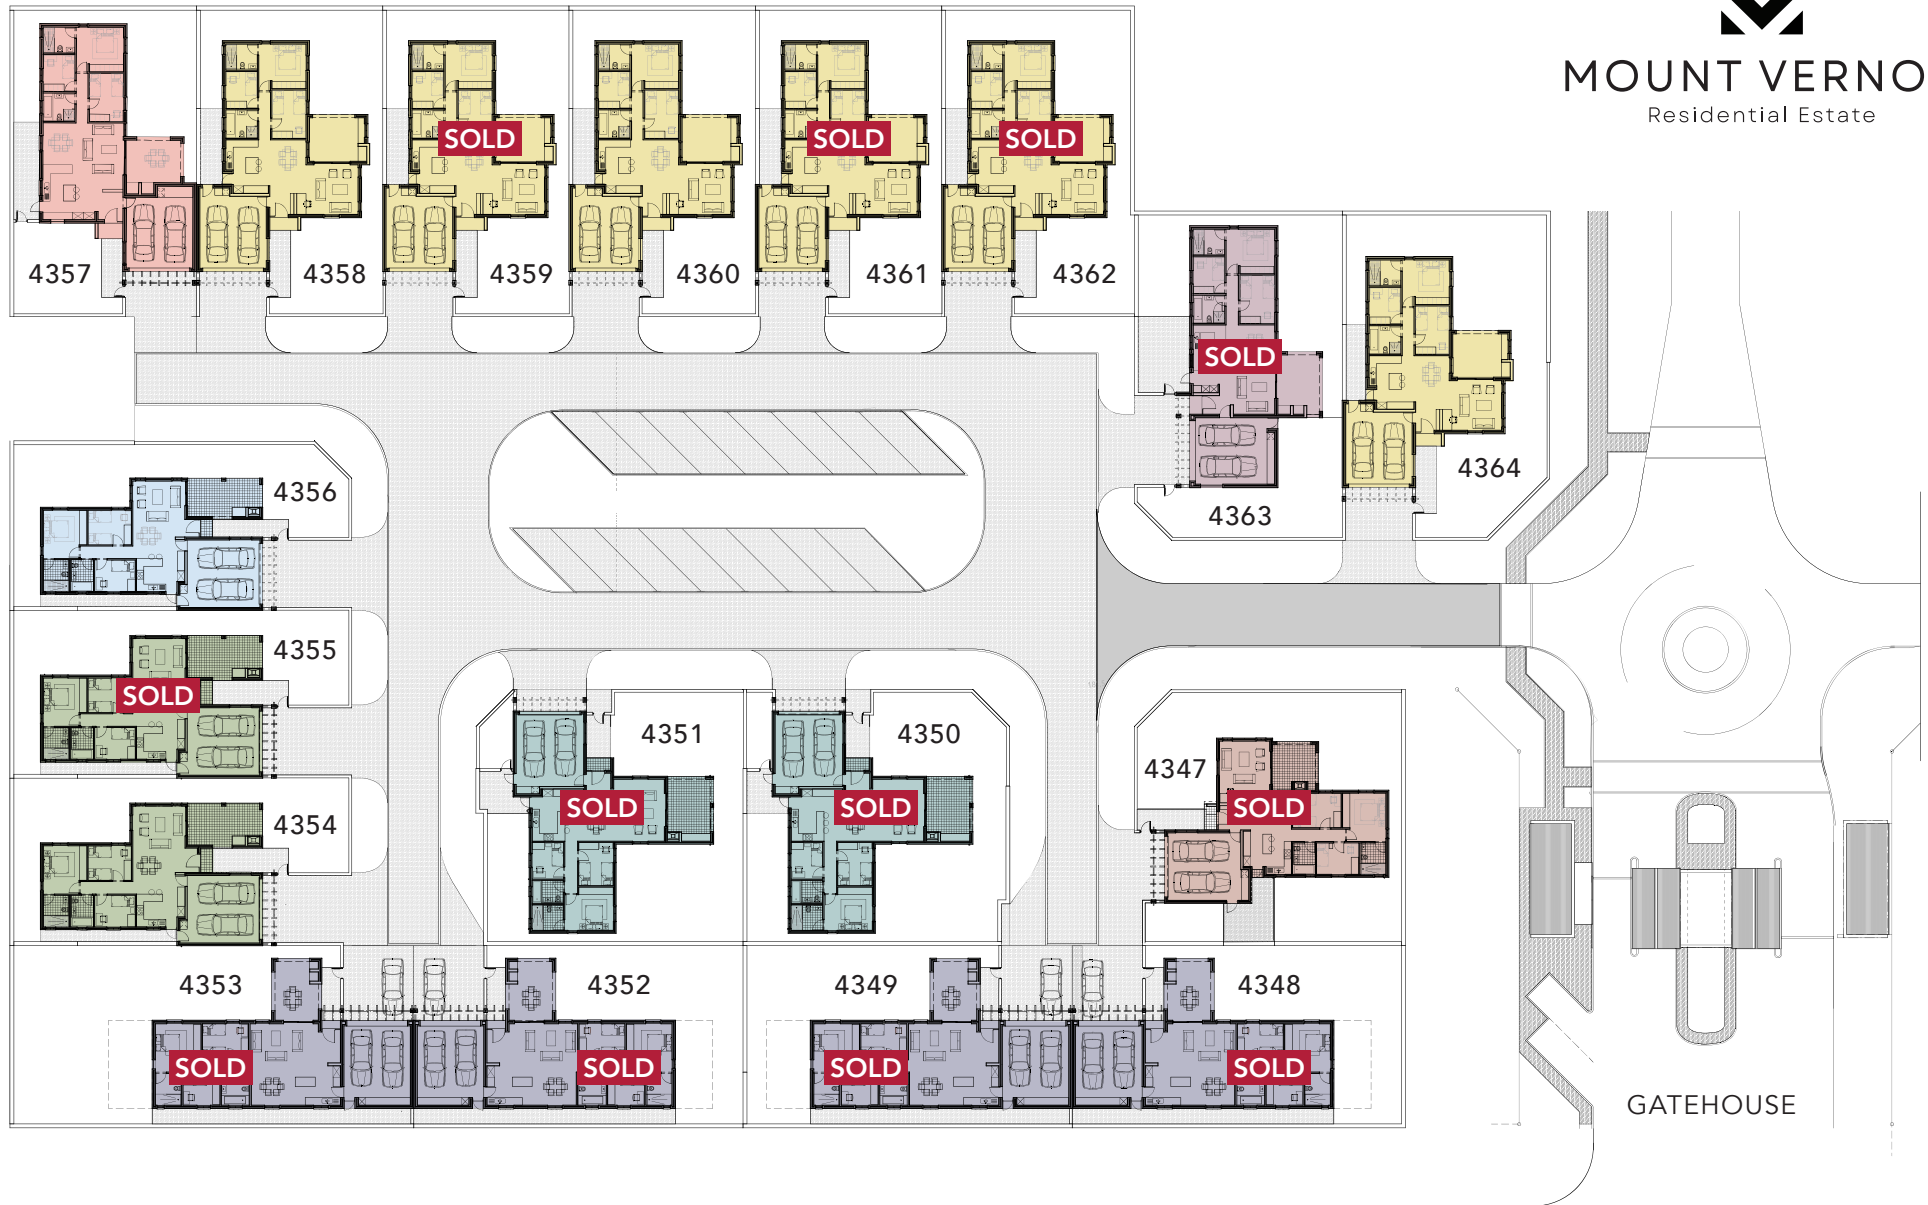 MOUNT VERNO
Residential Estate
SOLD
SOLD
SOLD
4357
4358
4359
4360
4361
4362
SOLD
4363
4364
4356
4355
SOLD
4354
4351
SOLD
4350
SOLD
4347
SOLD
4353
SOLD
4352
SOLD
4349
SOLD
4348
SOLD
GATEHOUSE